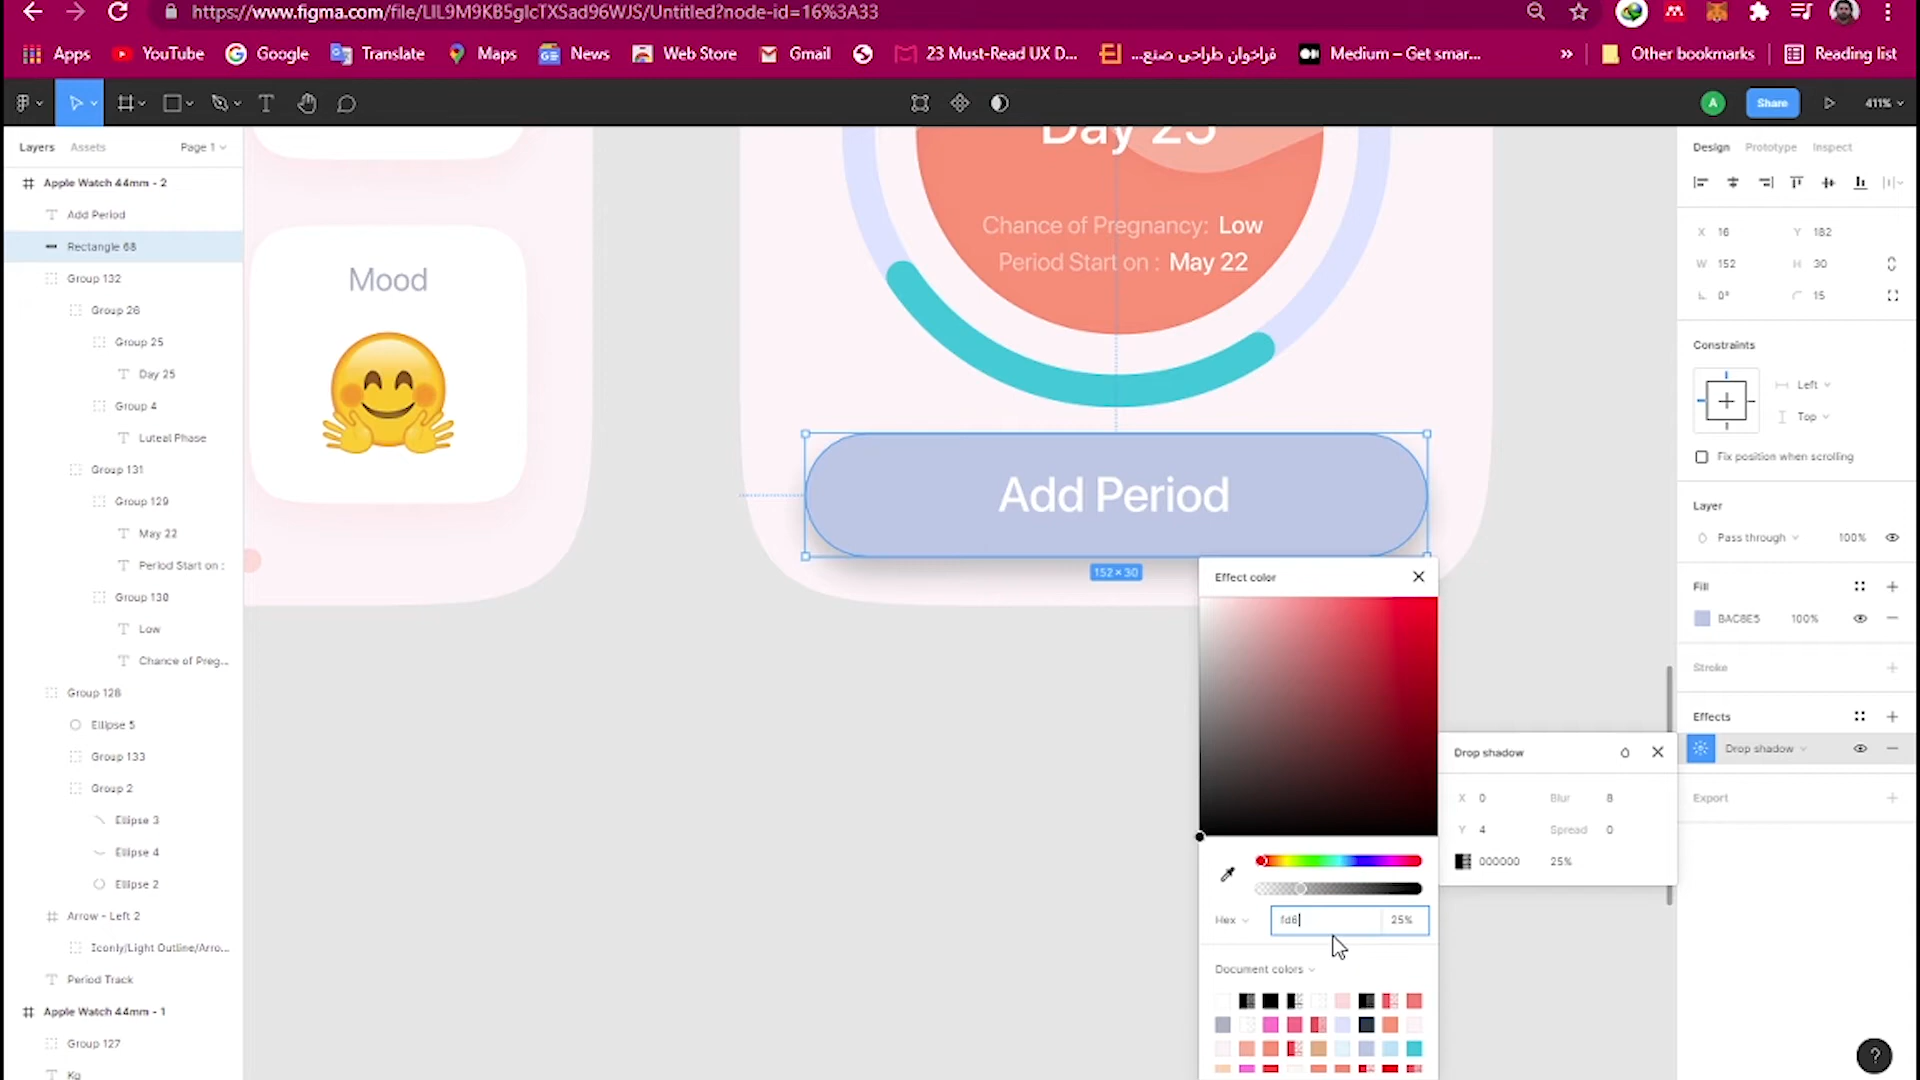 https://www.figma.com/file/LlL9M9KB5glcTXSad96WJS/Untitled?node-id=16%3A33
Apps
YouTube
Google
Translate
Maps
News
Web Store
Gmail
23 Must-Read UX D...
فراخوان طراحی صنع...
Medium – Get smar...
»
Other bookmarks
Reading list
A
Share
411%
Layers
Assets
Page 1
Design
Prototype
Inspect
Apple Watch 44mm - 2
Add Period
Rectangle 68
Group 132
Group 26
Group 25
Day 25
Group 4
Luteal Phase
Group 131
Group 129
May 22
Period Start on :
Group 130
Low
Chance of Preg...
Group 128
Ellipse 5
Group 133
Group 2
Ellipse 3
Ellipse 4
Ellipse 2
Arrow - Left 2
Iconly/Light Outline/Arro...
Period Track
Apple Watch 44mm - 1
Group 127
Kg
Mood
Day 25
Chance of Pregnancy: Low
Period Start on : May 22
Add Period
152 × 30
Effect color
Hex
fd6
25%
Document colors
Drop shadow
X 0
Blur 8
Y 4
Spread 0
000000
25%
X 16
Y 182
W 152
H 30
0°
15
Constraints
Left
Top
Fix position when scrolling
Layer
Pass through
100%
Fill
BAC8E5
100%
Stroke
Effects
Drop shadow
Export
?